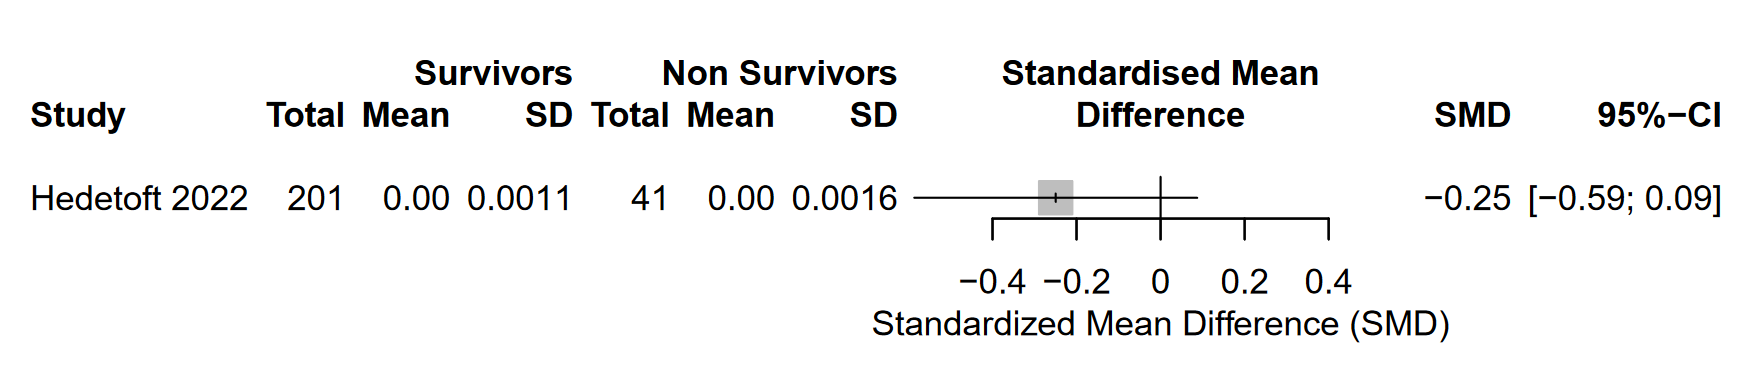 Survivors Non Survivors Standardised Mean
Study Total Mean SD Total Mean SD Difference SMD 95%−CI
Hedetoft 2022 201 0.00 0.0011 41 0.00 0.0016 −0.25 [−0.59; 0.09]
−0.4 −0.2 0 0.2 0.4
Standardized Mean Difference (SMD)